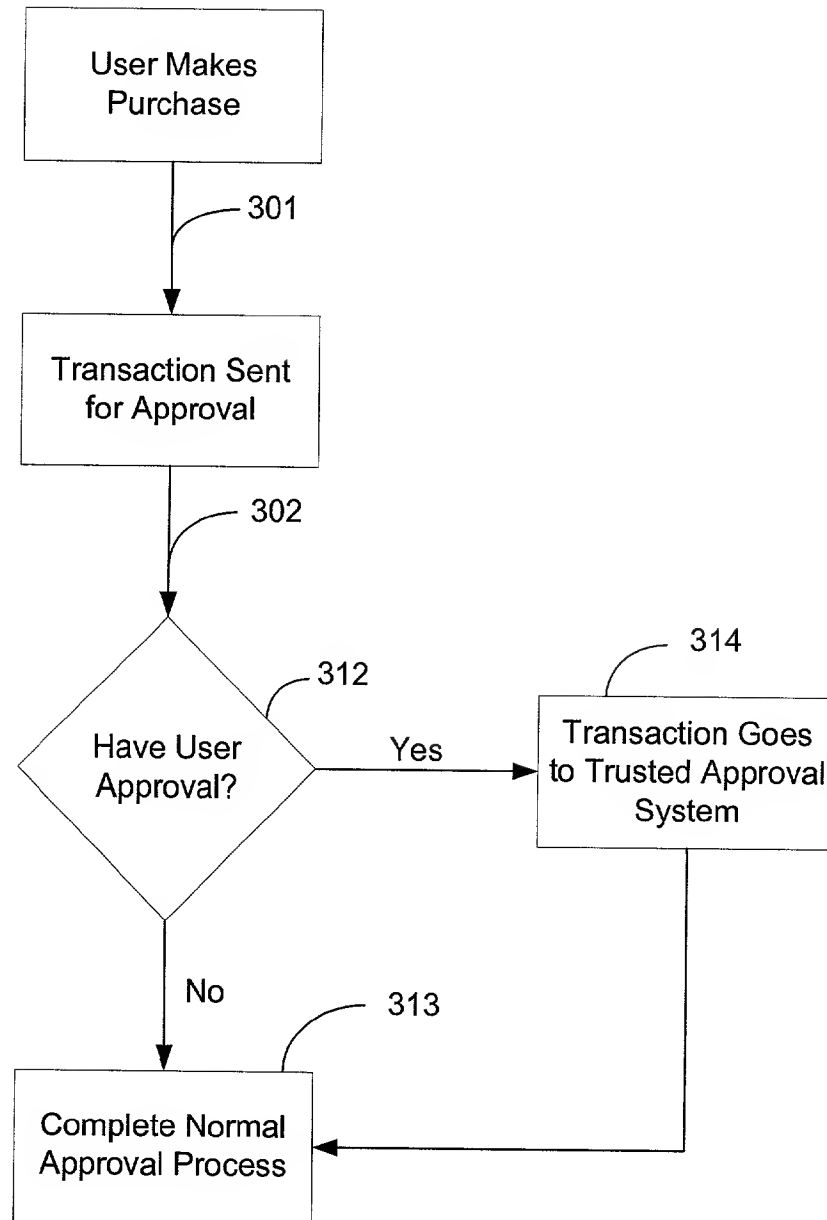 User Makes
Purchase
301
Transaction Sent
for Approval
302
312
Have User
Approval?
Yes
314
Transaction Goes
to Trusted Approval
System
No
313
Complete Normal
Approval Process